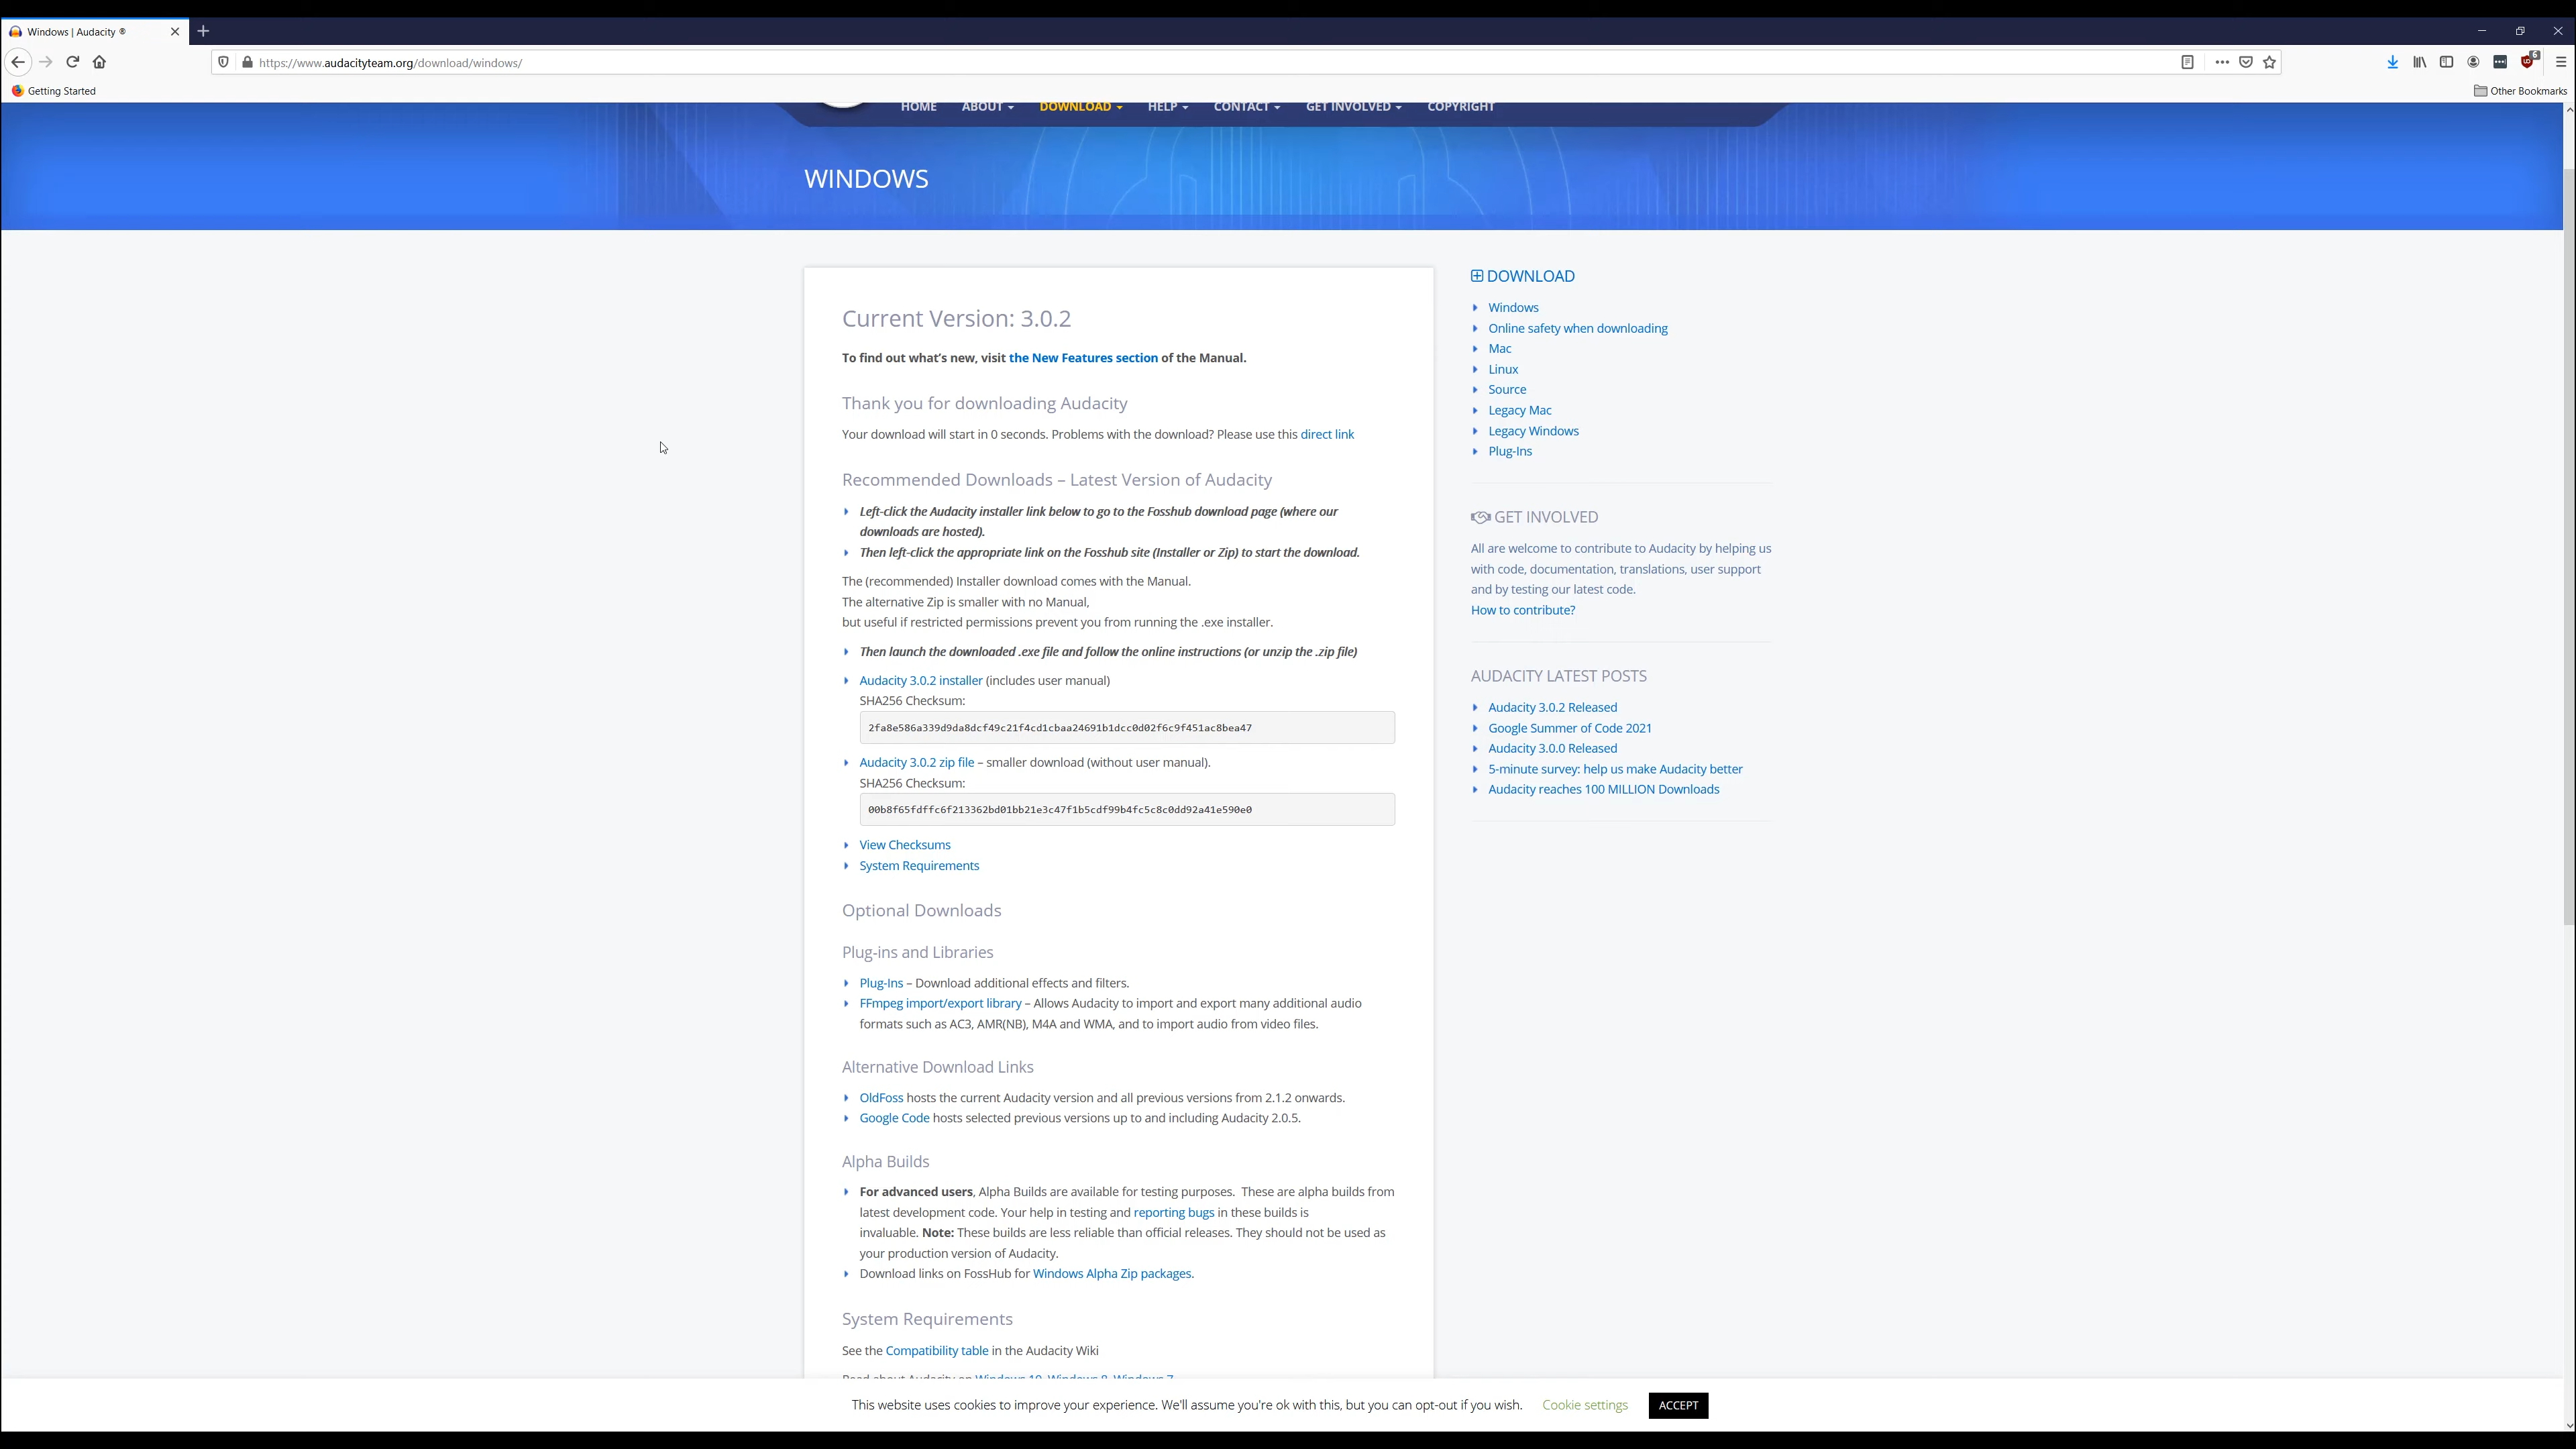 Windows | Audacity ®
https://www.audacityteam.org/download/windows/
6
Getting Started
Other Bookmarks
HOME ABOUT DOWNLOAD HELP CONTACT GET INVOLVED COPYRIGHT
WINDOWS
Current Version: 3.0.2
To find out what's new, visit the New Features section of the Manual.
Thank you for downloading Audacity
Your download will start in 0 seconds. Problems with the download? Please use this direct link
Recommended Downloads – Latest Version of Audacity
Left-click the Audacity installer link below to go to the Fosshub download page (where our
downloads are hosted).
Then left-click the appropriate link on the Fosshub site (Installer or Zip) to start the download.
The (recommended) Installer download comes with the Manual.
The alternative Zip is smaller with no Manual,
but useful if restricted permissions prevent you from running the .exe installer.
Then launch the downloaded .exe file and follow the online instructions (or unzip the .zip file)
Audacity 3.0.2 installer (includes user manual)
SHA256 Checksum:
2fa8e586a339d9da8dcf49c21f4cd1cbaa24691b1dcc0d02f6c9f451ac8bea47
Audacity 3.0.2 zip file – smaller download (without user manual).
SHA256 Checksum:
00b8f65fdffc6f213362bd01bb21e3c47f1b5cdf99b4fc5c8c0dd92a41e590e0
View Checksums
System Requirements
Optional Downloads
Plug-ins and Libraries
Plug-Ins – Download additional effects and filters.
FFmpeg import/export library – Allows Audacity to import and export many additional audio
formats such as AC3, AMR(NB), M4A and WMA, and to import audio from video files.
Alternative Download Links
OldFoss hosts the current Audacity version and all previous versions from 2.1.2 onwards.
Google Code hosts selected previous versions up to and including Audacity 2.0.5.
Alpha Builds
For advanced users, Alpha Builds are available for testing purposes. These are alpha builds from
latest development code. Your help in testing and reporting bugs in these builds is
invaluable. Note: These builds are less reliable than official releases. They should not be used as
your production version of Audacity.
Download links on FossHub for Windows Alpha Zip packages.
System Requirements
See the Compatibility table in the Audacity Wiki
Read about Audacity on Windows 10, Windows 8, Windows 7
DOWNLOAD
Windows
Online safety when downloading
Mac
Linux
Source
Legacy Mac
Legacy Windows
Plug-Ins
GET INVOLVED
All are welcome to contribute to Audacity by helping us
with code, documentation, translations, user support
and by testing our latest code.
How to contribute?
AUDACITY LATEST POSTS
Audacity 3.0.2 Released
Google Summer of Code 2021
Audacity 3.0.0 Released
5-minute survey: help us make Audacity better
Audacity reaches 100 MILLION Downloads
This website uses cookies to improve your experience. We'll assume you're ok with this, but you can opt-out if you wish. Cookie settings ACCEPT